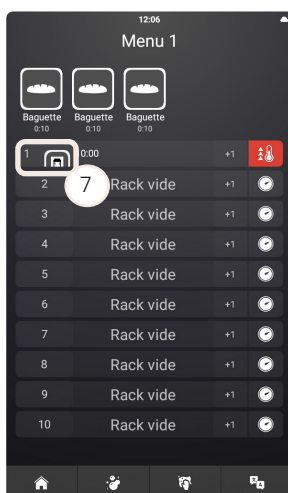 12:06
Menu 1
Baguette Baguette Baguette
0:10 0:10 0:10
1 0:00 +1
7
2 Rack vide +1
3 Rack vide +1
4 Rack vide +1
5 Rack vide +1
6 Rack vide +1
7 Rack vide +1
8 Rack vide +1
9 Rack vide +1
10 Rack vide +1